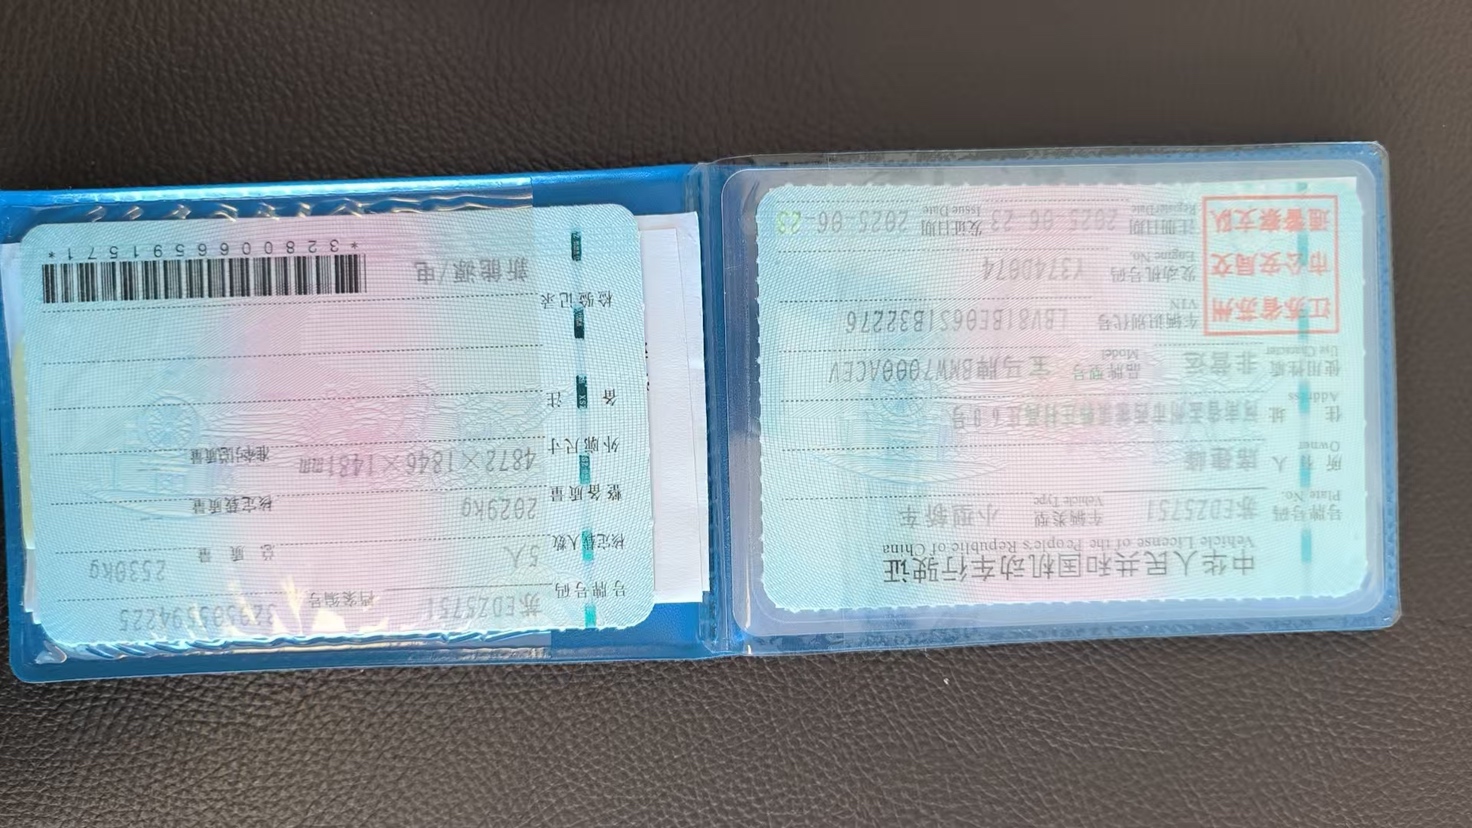 中华人民共和国机动车行驶证
Vehicle License of the People's Republic of China
号牌号码 苏EDZ5751 车辆类型 小型轿车
Plate No. Vehicle Type
所有人 席建峰
Owner
住址
Address
使用性质 非营运 品牌型号 宝马牌BMW7000ACEV
Use Character Model
江苏省苏州
市公安局交
通警察支队
车辆识别代号 LBV81BE06S1B32276
VIN
发动机号码 Y374D074
Engine No.
注册日期 2025-06-23 发证日期 2025-06-23
Register Date Issue Date
号牌号码 苏EDZ5751 档案编号 329505594225
核定载人数 5人 总质量 2530kg
整备质量 2029kg 核定载质量
外廓尺寸 4872×1846×1481mm 准牵引总质量
备注
检验记录
新能源/电
*3280066591571*